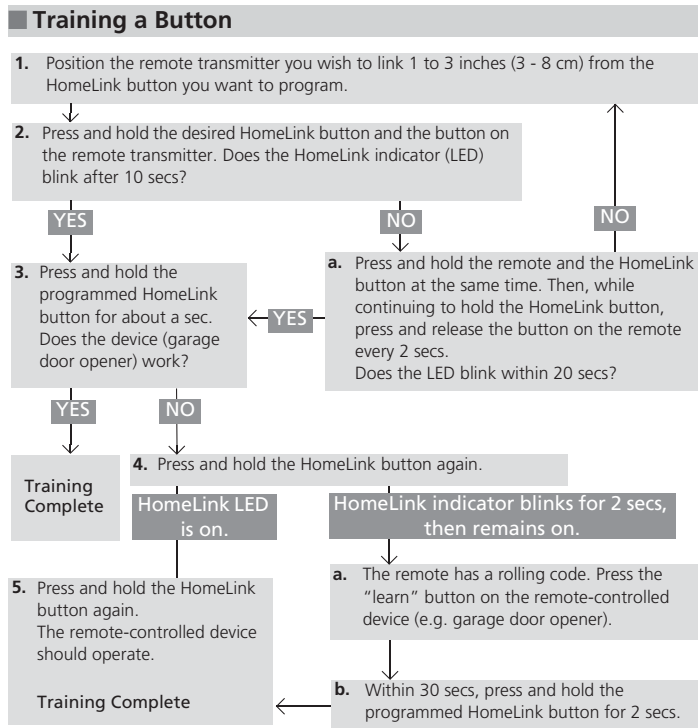 Training a Button
1. Position the remote transmitter you wish to link 1 to 3 inches (3 - 8 cm) from the
HomeLink button you want to program.
2. Press and hold the desired HomeLink button and the button on
the remote transmitter. Does the HomeLink indicator (LED)
blink after 10 secs?
YES
NO
NO
a. Press and hold the remote and the HomeLink
button at the same time. Then, while
continuing to hold the HomeLink button,
press and release the button on the remote
every 2 secs.
Does the LED blink within 20 secs?
YES
3. Press and hold the
programmed HomeLink
button for about a sec.
Does the device (garage
door opener) work?
YES
NO
Training
Complete
4. Press and hold the HomeLink button again.
HomeLink LED
is on.
HomeLink indicator blinks for 2 secs,
then remains on.
a. The remote has a rolling code. Press the
“learn” button on the remote-controlled
device (e.g. garage door opener).
b. Within 30 secs, press and hold the
programmed HomeLink button for 2 secs.
5. Press and hold the HomeLink
button again.
The remote-controlled device
should operate.
Training Complete